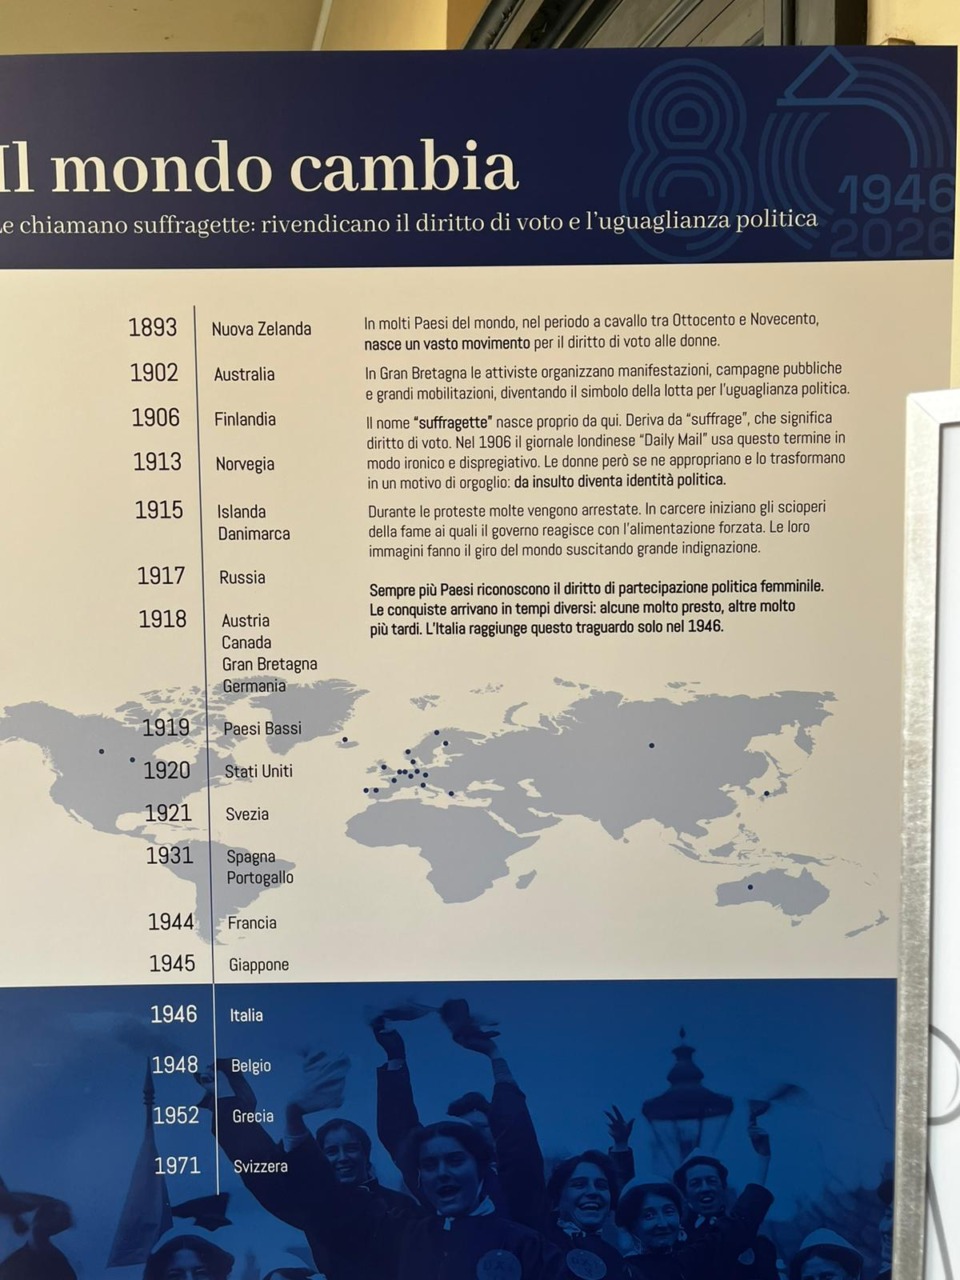 Il mondo cambia
Le chiamano suffragette: rivendicano il diritto di voto e l'uguaglianza politica
80
1946
2026
1893 Nuova Zelanda
1902 Australia
1906 Finlandia
1913 Norvegia
1915 Islanda
Danimarca
1917 Russia
1918 Austria
Canada
Gran Bretagna
Germania
1919 Paesi Bassi
1920 Stati Uniti
1921 Svezia
1931 Spagna
Portogallo
1944 Francia
1945 Giappone
1946 Italia
1948 Belgio
1952 Grecia
1971 Svizzera
In molti Paesi del mondo, nel periodo a cavallo tra Ottocento e Novecento,
nasce un vasto movimento per il diritto di voto alle donne.
In Gran Bretagna le attiviste organizzano manifestazioni, campagne pubbliche
e grandi mobilitazioni, diventando il simbolo della lotta per l'uguaglianza politica.
Il nome "suffragette" nasce proprio da qui. Deriva da "suffrage", che significa
diritto di voto. Nel 1906 il giornale londinese "Daily Mail" usa questo termine in
modo ironico e dispregiativo. Le donne però se ne appropriano e lo trasformano
in un motivo di orgoglio: da insulto diventa identità politica.
Durante le proteste molte vengono arrestate. In carcere iniziano gli scioperi
della fame ai quali il governo reagisce con l'alimentazione forzata. Le loro
immagini fanno il giro del mondo suscitando grande indignazione.
Sempre più Paesi riconoscono il diritto di partecipazione politica femminile.
Le conquiste arrivano in tempi diversi: alcune molto presto, altre molto
più tardi. L'Italia raggiunge questo traguardo solo nel 1946.